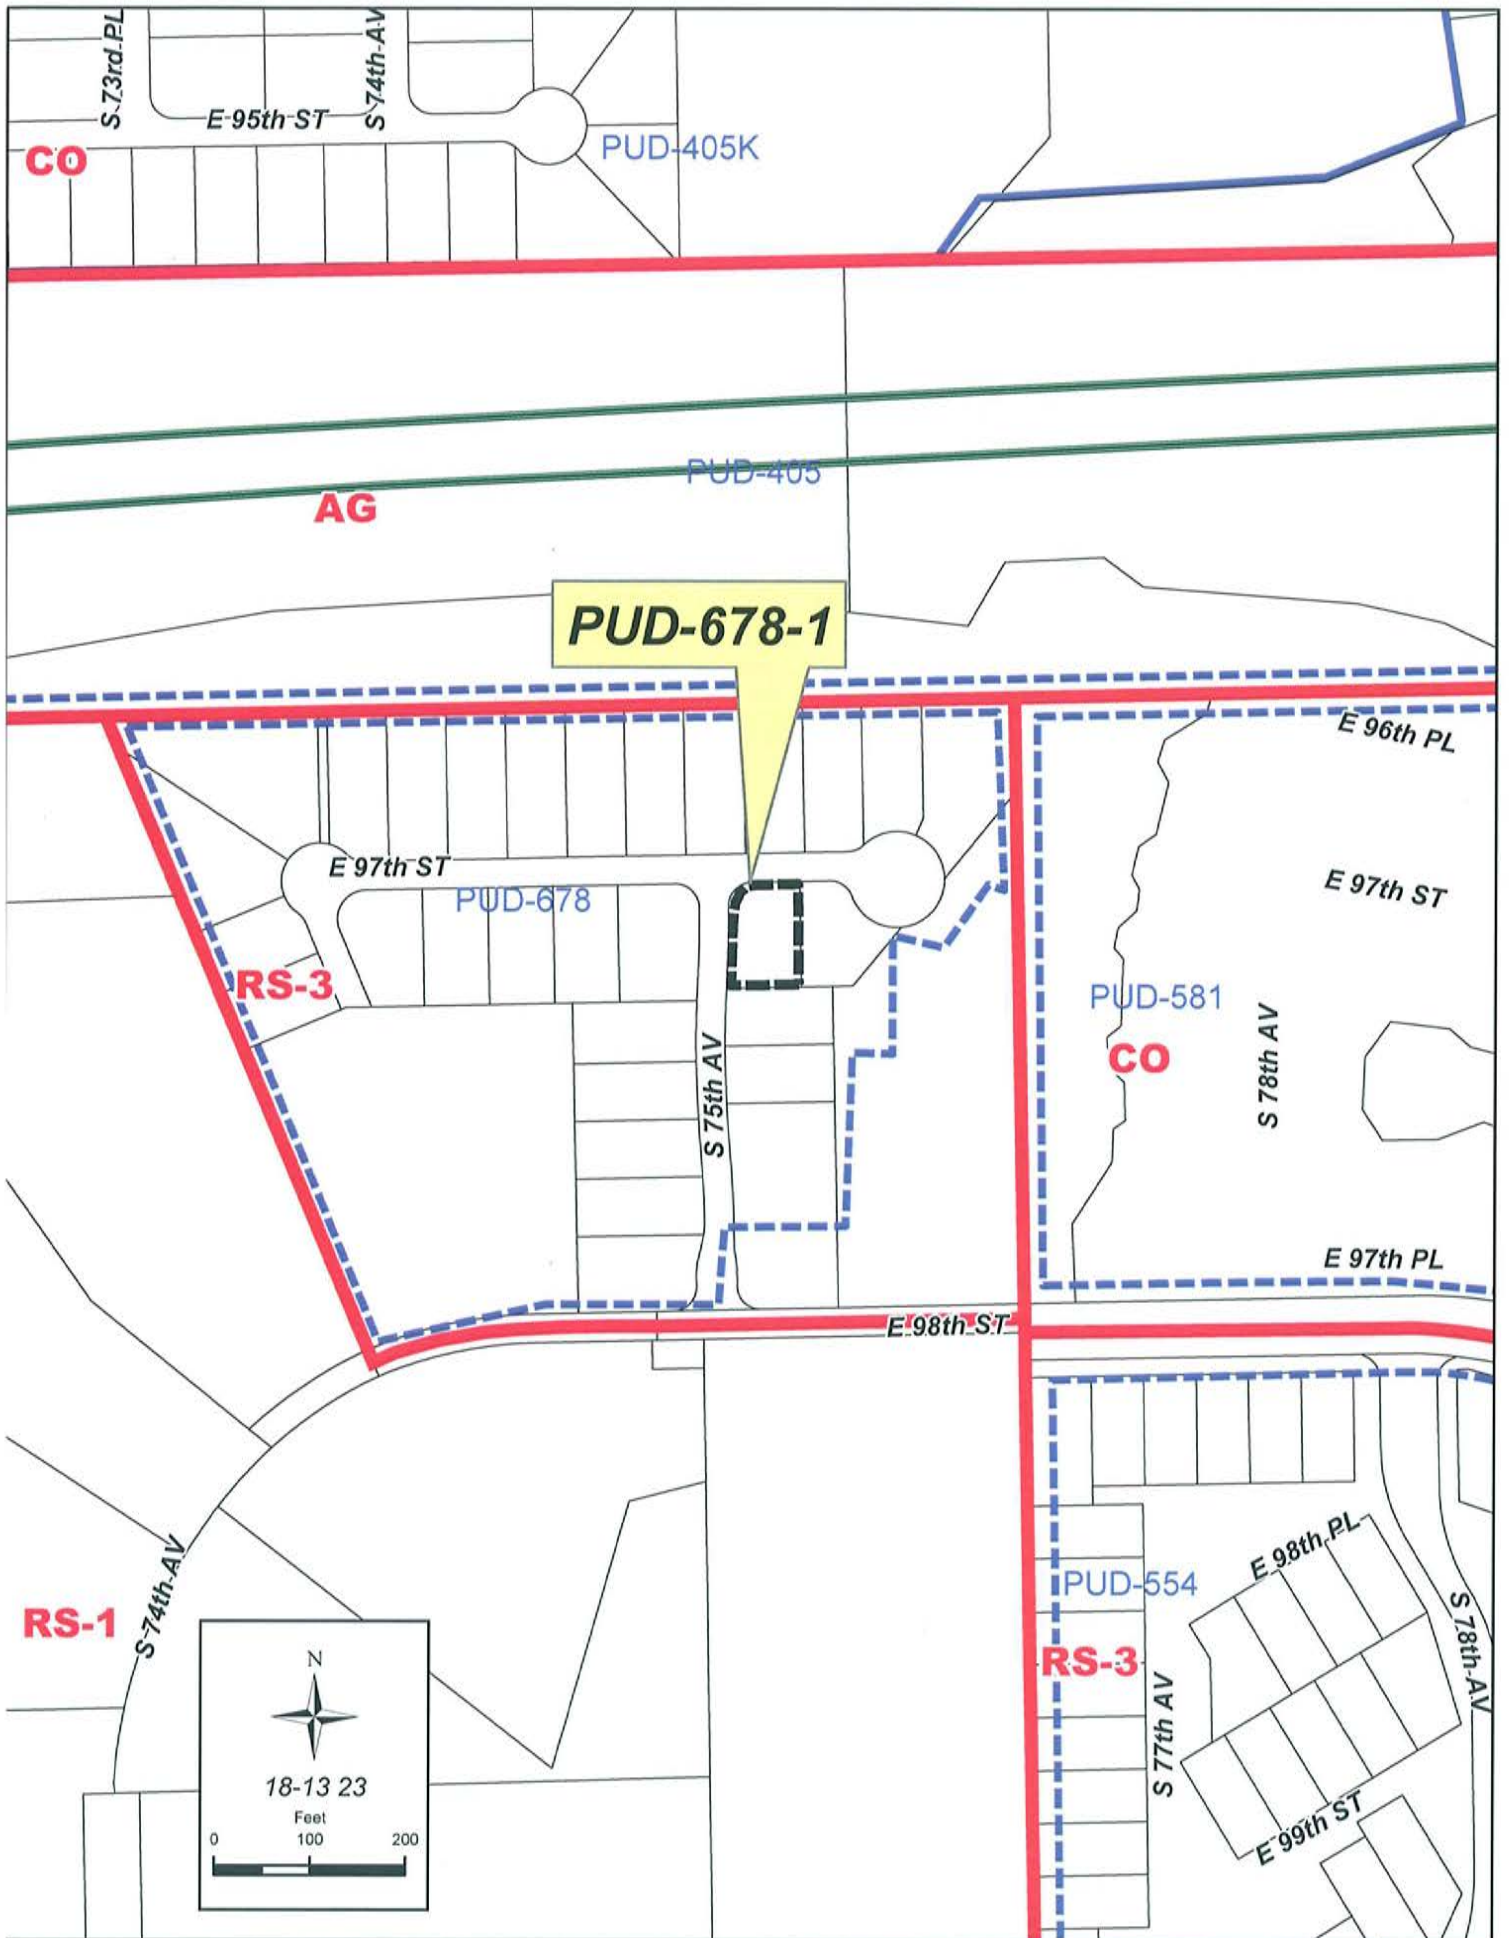 S 73rd PL
S 74th AV
E 95th ST
PUD-405K
CO
PUD-405
AG
PUD-678-1
E 96th PL
E 97th ST
E 97th ST
PUD-678
RS-3
PUD-581
CO
S 78th AV
S 75th AV
E 97th PL
E 98th ST
E 98th PL
PUD-554
S 74th AV
RS-1
S 78th AV
RS-3
S 77th AV
N
18-13 23
Feet
0 100 200
E 99th ST